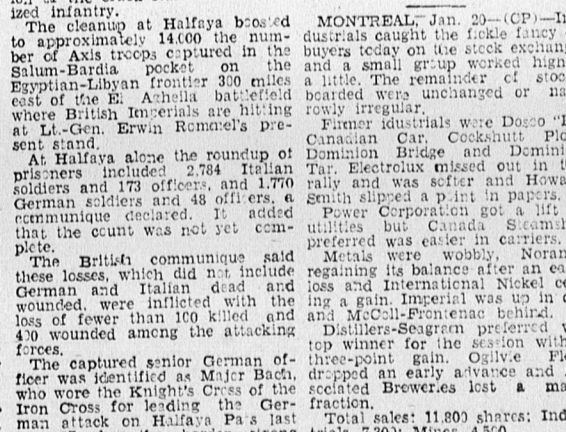 ized infantry.
The cleanup at Halfaya boosted
to approximately 14,000 the num-
ber of Axis troops captured in the
Salum-Bardia pocket on the
Egyptian-Libyan frontier 300 miles
east of the El Agheila battlefield
where British Imperials are hitting
at Lt.-Gen. Erwin Rommel's pre-
sent stand.
At Halfaya alone the roundup of
prisoners included 2,784 Italian
soldiers and 173 officers, and 1,770
German soldiers and 48 officers, a
communique declared. It added
that the count was not yet com-
plete.
The British communique said
these losses, which did not include
German and Italian dead and
wounded, were inflicted with the
loss of fewer than 100 killed and
400 wounded among the attacking
forces.
The captured senior German of-
ficer was identified as Major Bach,
who wore the Knight's Cross of the
Iron Cross for leading the Ger-
man attack on Halfaya Pass last
MONTREAL, Jan. 20—(CP)—In
dustrials caught the fickle fancy
buyers today on the stock exchan
and a small group worked high
a little. The remainder of stoc
boarded were unchanged or na
rowly irregular.
Firmer idustrials were Dosco "
Canadian Car, Cockshutt Plo
Dominion Bridge and Domini
Tar. Electrolux missed out in t
rally and was softer and Howa
Smith slipped a point in papers.
Power Corporation got a lift
utilities but Canada Steamsh
preferred was easier in carriers.
Metals were wobbly, Noran
regaining its balance after an ea
loss and International Nickel ce
ing a gain. Imperial was up in
and McColl-Frontenac behind.
Distillers-Seagram preferred
top winner for the session with
three-point gain. Ogilvie Fl
dropped an early advance and
sociated Breweries lost a ma
fraction.
Total sales: 11,800 shares; Ind